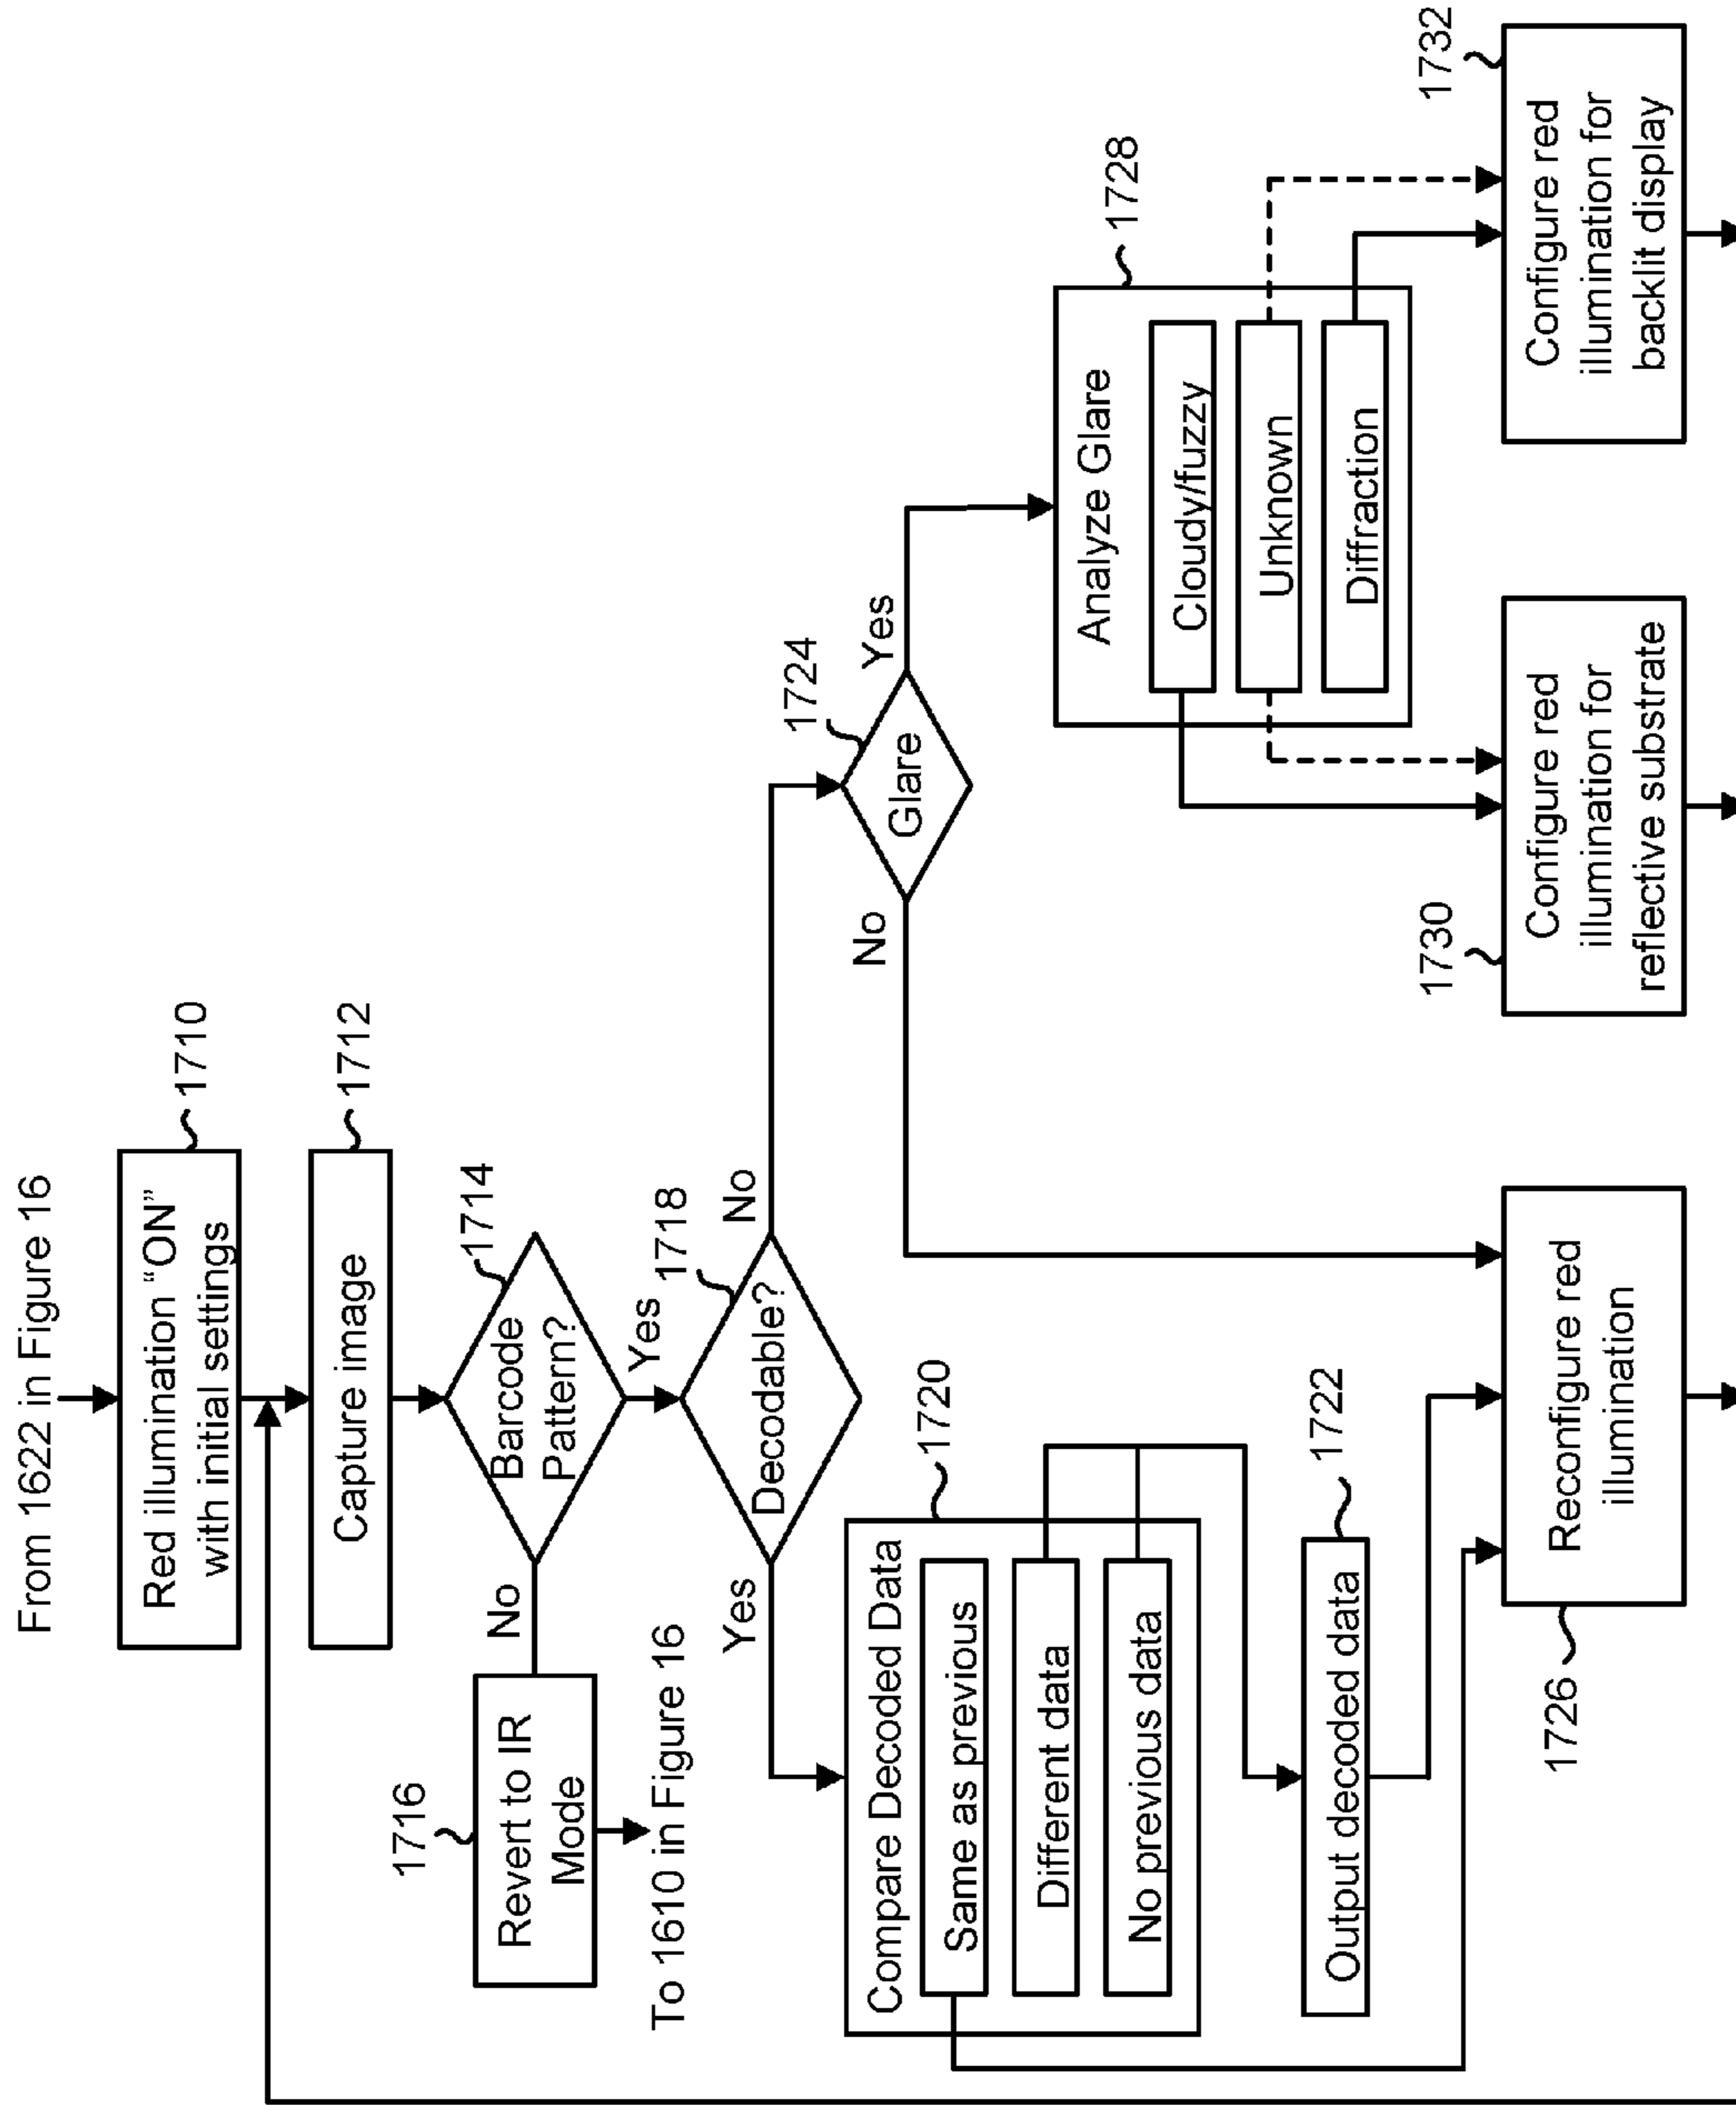 From 1622 in Figure 16
Red illumination “ON”
with initial settings
1710
Capture image
1712
Barcode
Pattern?
1714
No
Yes
1716
Revert to IR
Mode
To 1610 in Figure 16
Decodable?
1718
Yes
No
Compare Decoded Data
1720
Same as previous
Different data
No previous data
Output decoded data
1722
Glare
1724
No
Yes
Analyze Glare
1728
Cloudy/fuzzy
Unknown
Diffraction
1726
Reconfigure red
illumination
1730
Configure red
illumination for
reflective substrate
1732
Configure red
illumination for
backlit display